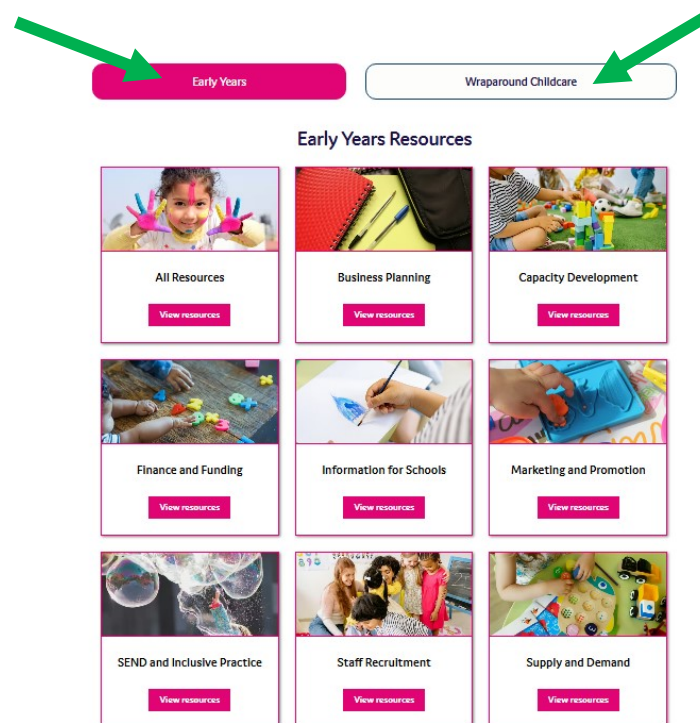 Early Years
Wraparound Childcare
Early Years Resources
All Resources
Business Planning
Capacity Development
View resources
View resources
View resources
Finance and Funding
Information for Schools
Marketing and Promotion
View resources
View resources
View resources
SEND and Inclusive Practice
Staff Recruitment
Supply and Demand
View resources
View resources
View resources